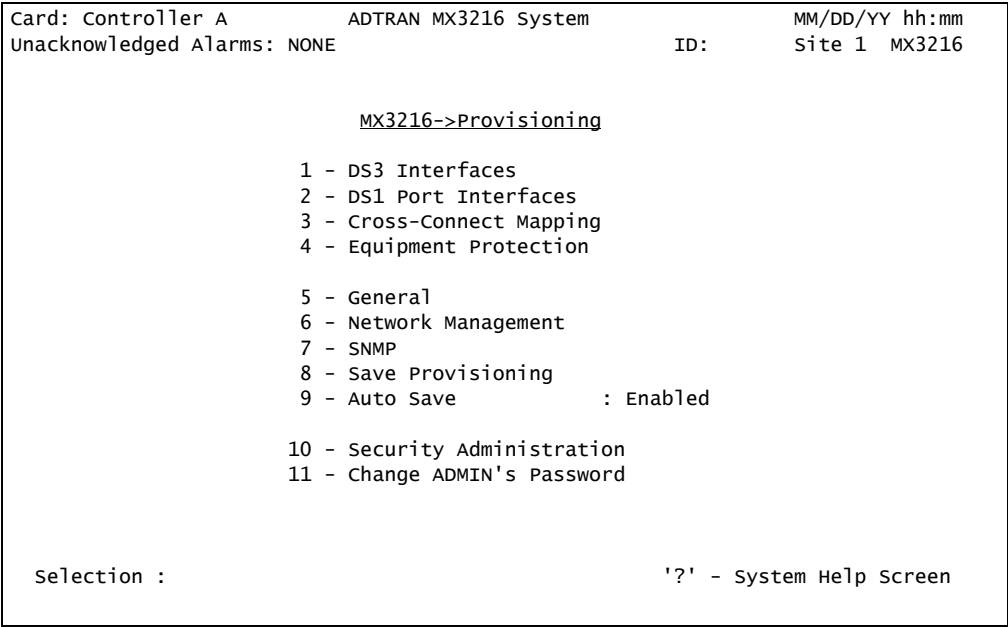 Card: Controller A ADTRAN MX3216 System MM/DD/YY hh:mm
Unacknowledged Alarms: NONE ID: Site 1 MX3216
MX3216->Provisioning
1 - DS3 Interfaces
2 - DS1 Port Interfaces
3 - Cross-Connect Mapping
4 - Equipment Protection
5 - General
6 - Network Management
7 - SNMP
8 - Save Provisioning
9 - Auto Save : Enabled
10 - Security Administration
11 - Change ADMIN's Password
Selection : '?' - System Help Screen